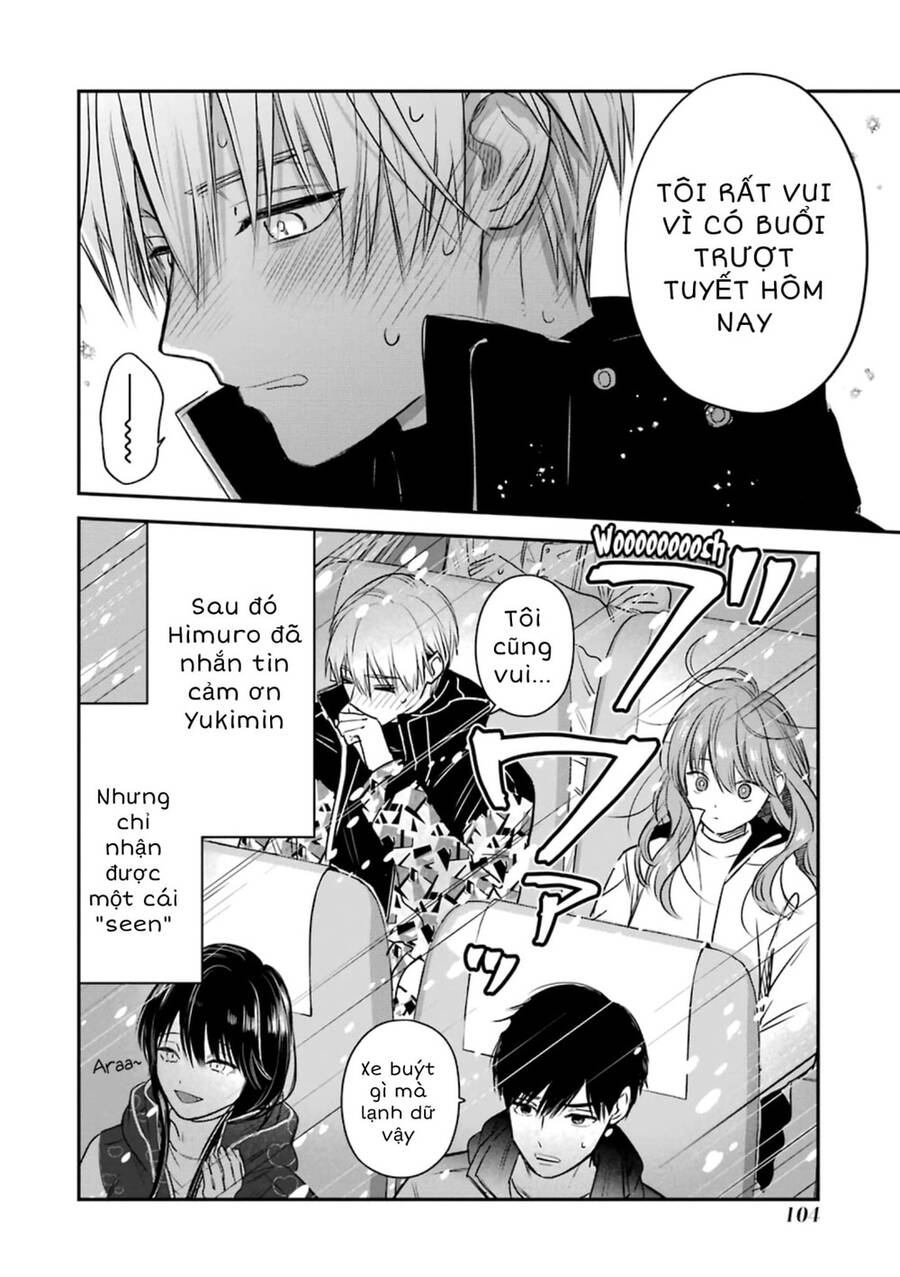 TÔI RẤT VUI
VÌ CÓ BUỔI
TRƯỢT
TUYẾT HÔM
NAY
Wooooooooch
ブワァッ
Tôi
cũng
vui...
Sau đó
Himuro đã
nhắn tin
cảm ơn
Yukimin
Nhưng
chỉ
nhận
được
một cái
"seen"
Xe buýt
gì mà
lạnh dữ
vậy
Araa~
104